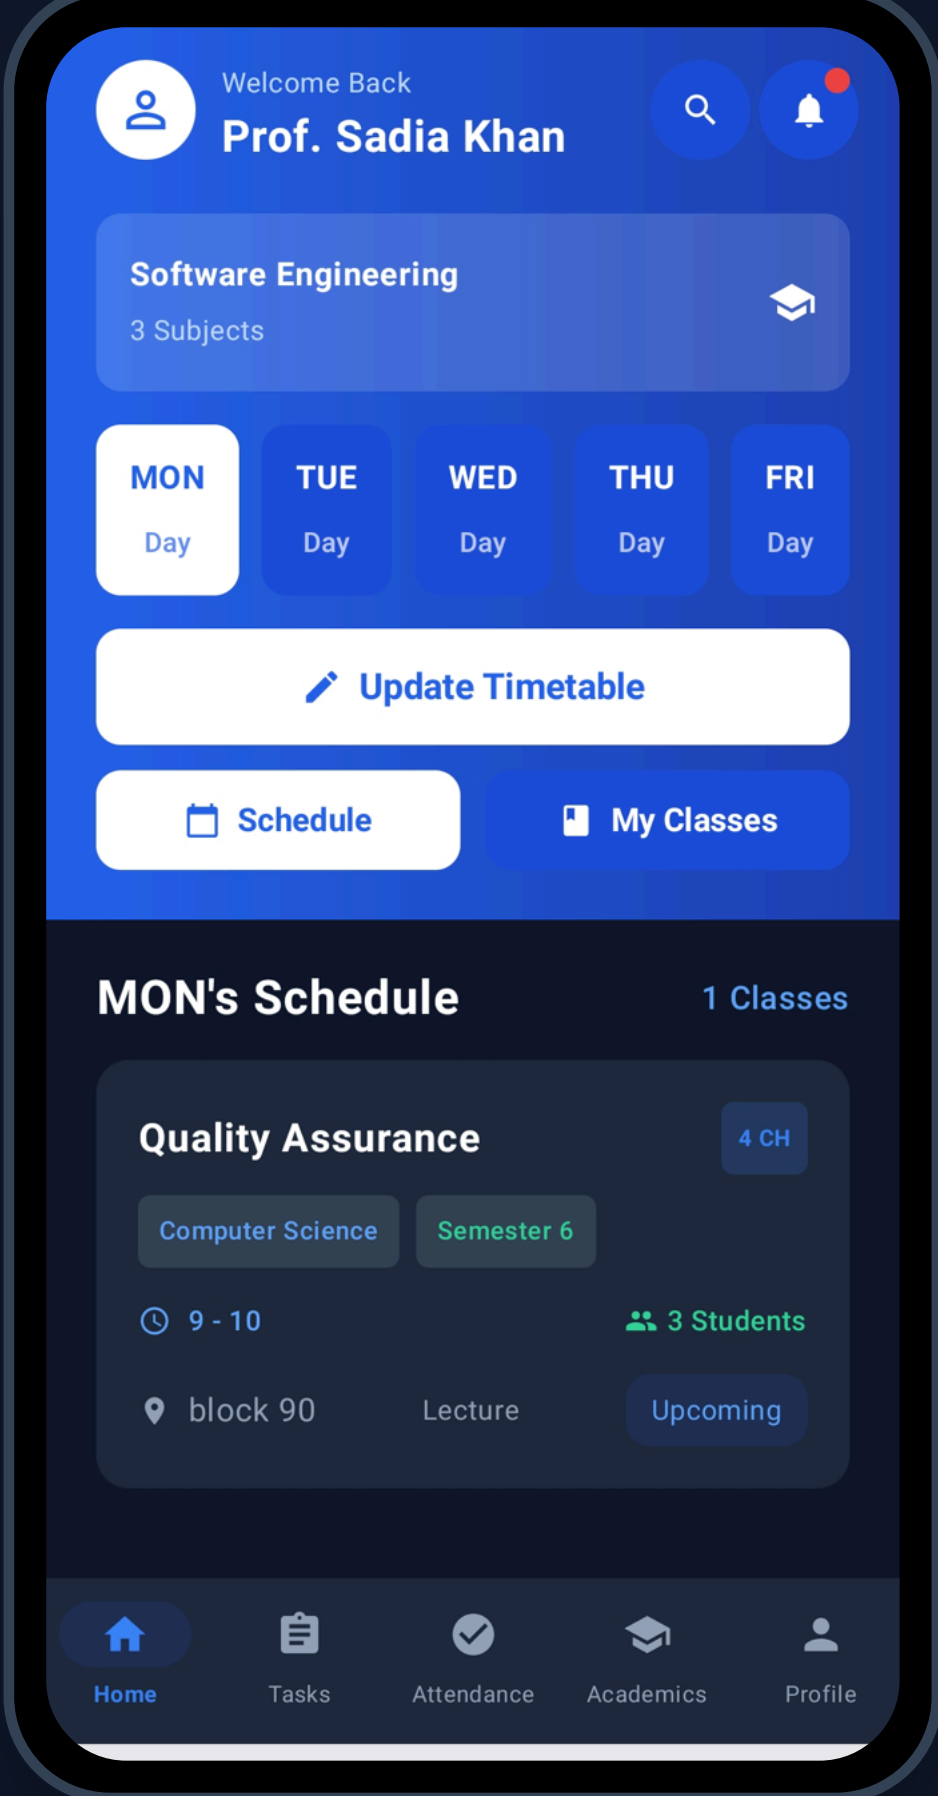 Welcome Back
Prof. Sadia Khan
Software Engineering
3 Subjects
MON TUE WED THU FRI
Day Day Day Day Day
Update Timetable
Schedule My Classes
MON's Schedule 1 Classes
Quality Assurance 4 CH
Computer Science Semester 6
9 - 10 3 Students
block 90 Lecture Upcoming
Home Tasks Attendance Academics Profile